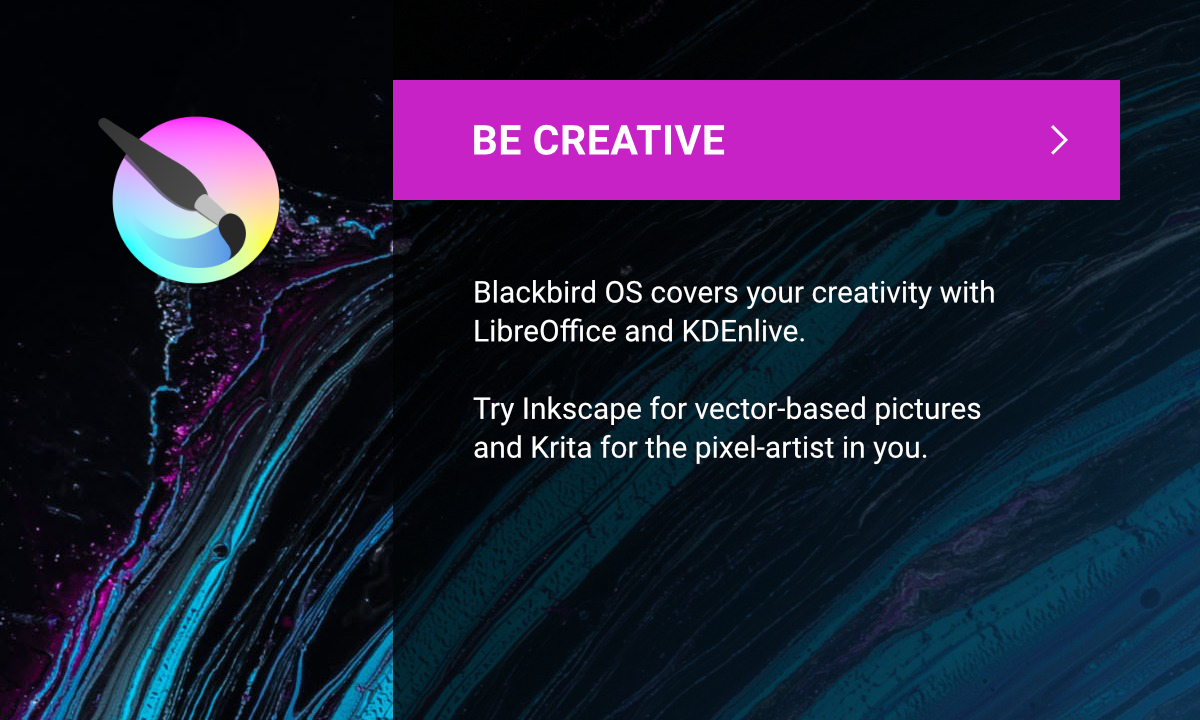 BE CREATIVE
Blackbird OS covers your creativity with
LibreOffice and KDEnlive.
Try Inkscape for vector-based pictures
and Krita for the pixel-artist in you.